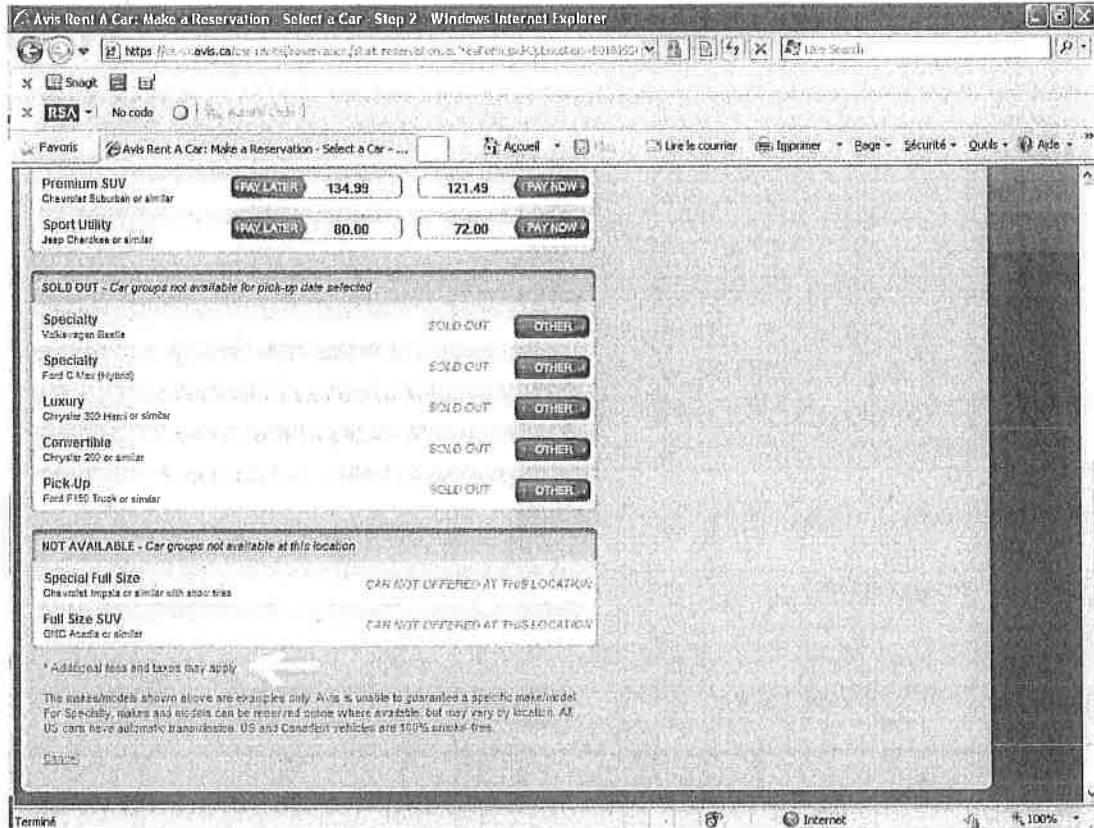 Avis Rent A Car: Make a Reservation - Select a Car - Step 2 - Windows Internet Explorer
https avis.ca
Live Search
x Snagit
x RSA No code
Favoris Avis Rent A Car: Make a Reservation - Select a Car - ... Accueil Lire le courrier Imprimer Page Sécurité Outils Aide »
Premium SUV PAY LATER 134.99 121.49 PAY NOW
Chevrolet Suburban or similar
Sport Utility PAY LATER 80.00 72.00 PAY NOW
Jeep Cherokee or similar
SOLD OUT - Car groups not available for pick-up date selected
Specialty SOLD OUT OTHER
Volkswagen Beetle
Specialty SOLD OUT OTHER
Ford C Max (Hybrid)
Luxury SOLD OUT OTHER
Chrysler 300 Hemi or similar
Convertible SOLD OUT OTHER
Chrysler 200 or similar
Pick-Up SOLD OUT OTHER
Ford F150 Truck or similar
NOT AVAILABLE - Car groups not available at this location
Special Full Size CAR NOT OFFERED AT THIS LOCATION
Chevrolet Impala or similar with snow tires
Full Size SUV CAR NOT OFFERED AT THIS LOCATION
GMC Acadia or similar
* Additional fees and taxes may apply
The makes/models shown above are examples only. Avis is unable to guarantee a specific make/model.
For Specialty, makes and models can be reserved online where available, but may vary by location. All
US cars have automatic transmission. US and Canadian vehicles are 100% smoke-free.
Cancel
Terminé Internet 100%